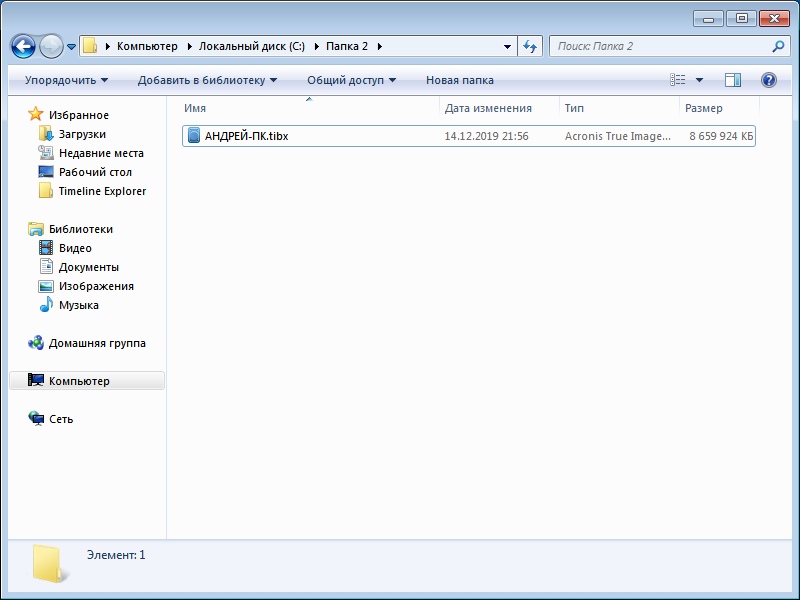 Компьютер Локальный диск (C:) Папка 2 Поиск: Папка 2
Упорядочить Добавить в библиотеку Общий доступ Новая папка
Имя Дата изменения Тип Размер
АНДРЕЙ-ПК.tibx 14.12.2019 21:56 Acronis True Image... 8 659 924 КБ
Избранное
Загрузки
Недавние места
Рабочий стол
Timeline Explorer
Библиотеки
Видео
Документы
Изображения
Музыка
Домашняя группа
Компьютер
Сеть
Элемент: 1